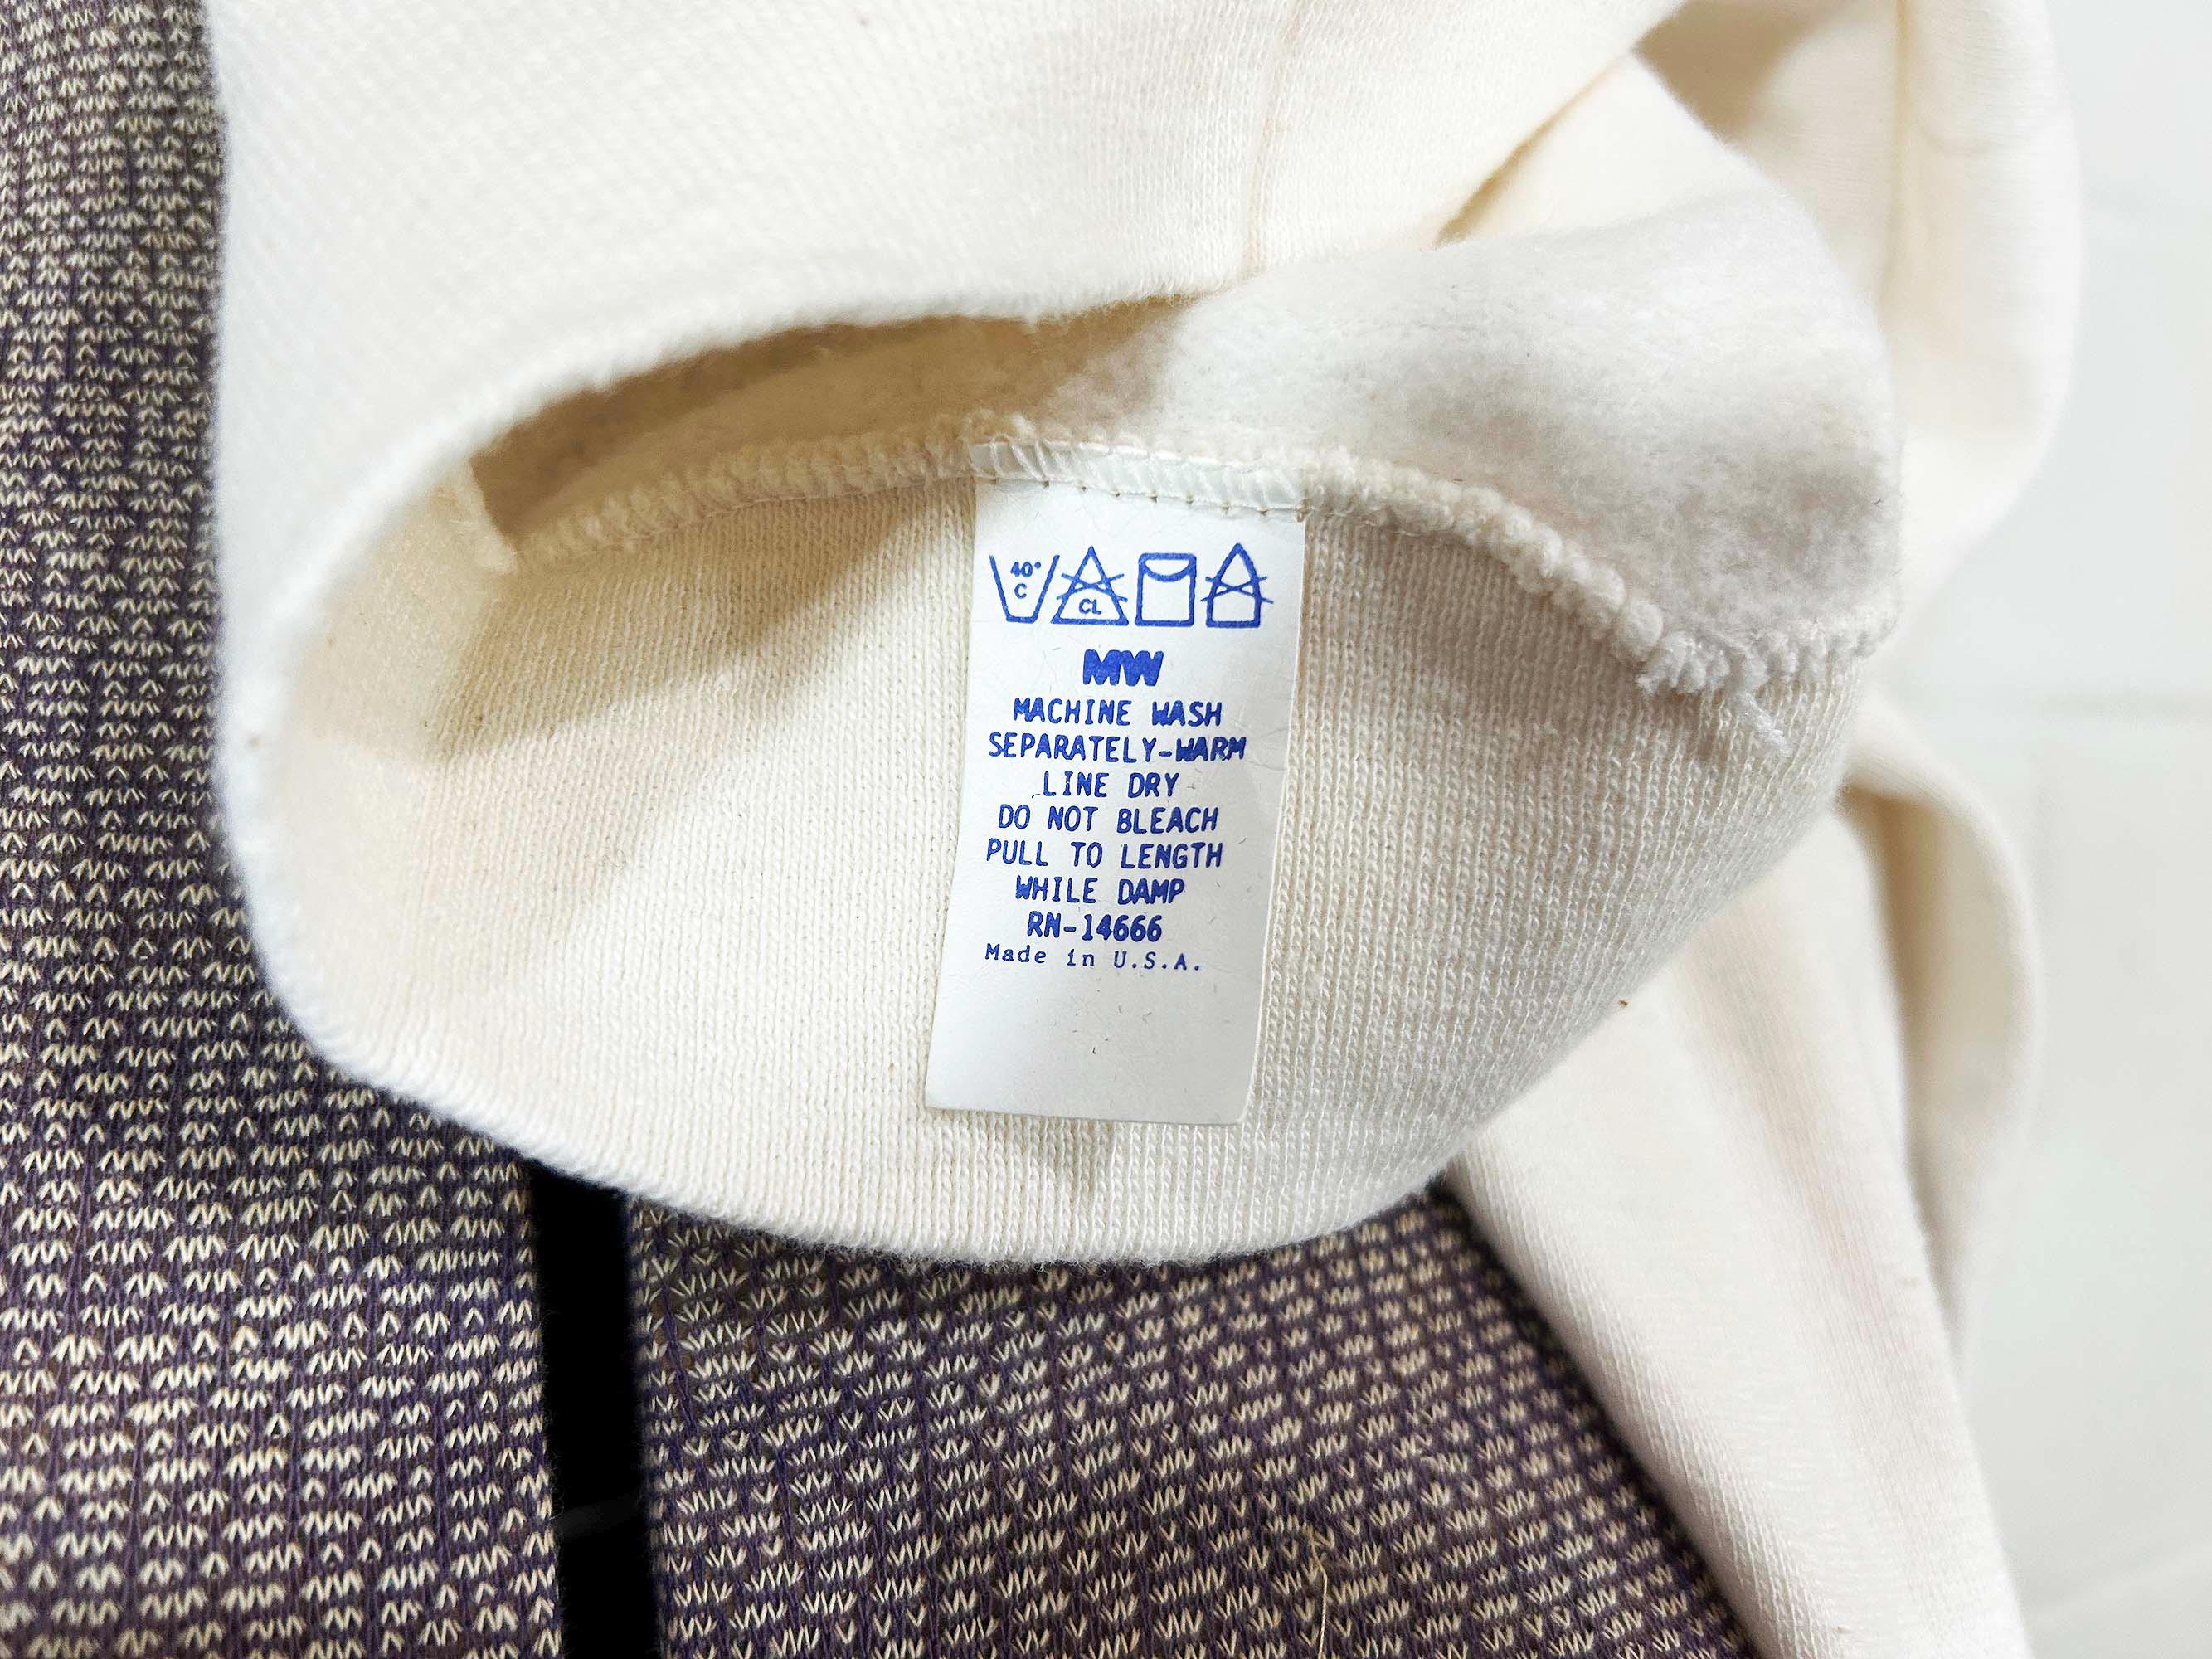 40°
C
CL
MW
MACHINE WASH
SEPARATELY-WARM
LINE DRY
DO NOT BLEACH
PULL TO LENGTH
WHILE DAMP
RN-14666
Made in U.S.A.